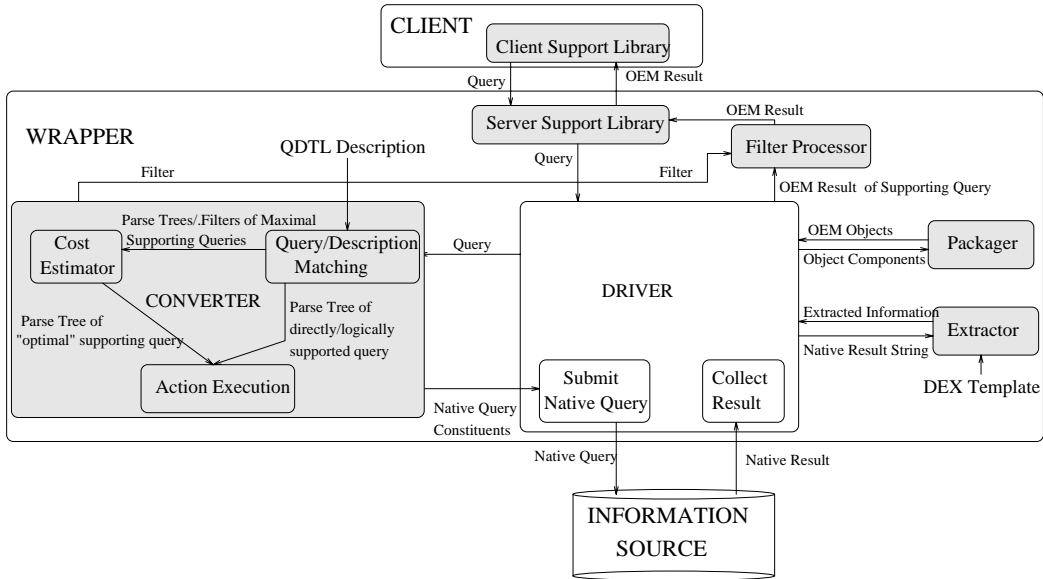 CLIENT
Client Support Library
Query
OEM Result
WRAPPER
Server Support Library
OEM Result
Filter Processor
QDTL Description
Query
Filter
Filter
OEM Result of Supporting Query
Parse Trees/.Filters of Maximal
Supporting Queries
Cost
Estimator
Query/Description
Matching
Query
CONVERTER
Parse Tree of
"optimal" supporting query
Parse Tree of
directly/logically
supported query
Action Execution
DRIVER
OEM Objects
Object Components
Packager
Extracted Information
Native Result String
Extractor
DEX Template
Native Query
Constituents
Submit
Native Query
Collect
Result
Native Query
Native Result
INFORMATION
SOURCE